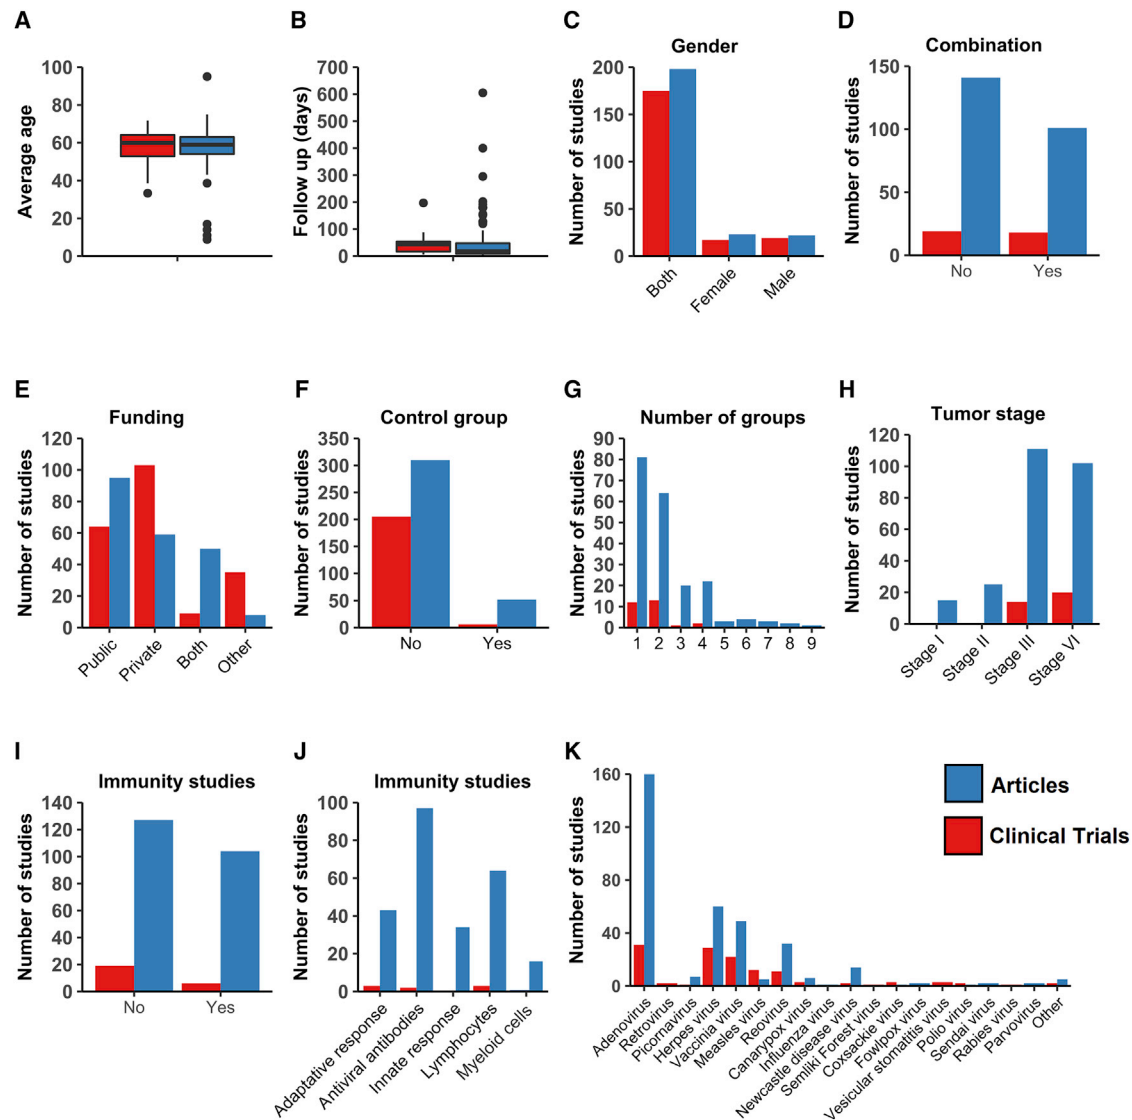 A
Average age
100
80
60
40
20
0
B
Follow up (days)
700
600
500
400
300
200
100
0
C
Gender
Number of studies
200
150
100
50
0
Both
Female
Male
D
Combination
Number of studies
150
100
50
0
No Yes
E
Funding
Number of studies
120
100
80
60
40
20
0
Public
Private
Both
Other
F
Control group
Number of studies
350
300
250
200
150
100
50
0
No Yes
G
Number of groups
Number of studies
90
80
70
60
50
40
30
20
10
0
1 2 3 4 5 6 7 8 9
H
Tumor stage
Number of studies
120
100
80
60
40
20
0
Stage I
Stage II
Stage III
Stage VI
I
Immunity studies
Number of studies
140
120
100
80
60
40
20
0
No Yes
J
Immunity studies
Number of studies
100
80
60
40
20
0
Adaptative response
Antiviral antibodies
Innate response
Lymphocytes
Myeloid cells
K
Number of studies
160
120
80
40
0
Adenovirus
Retrovirus
Picornavirus
Herpes virus
Vaccinia virus
Measles virus
Reovirus
Canarypox virus
Influenza virus
Newcastle disease virus
Semliki Forest virus
Coxsackie virus
Fowlpox virus
Vesicular stomatitis virus
Polio virus
Sendai virus
Rabies virus
Parvovirus
Other
Articles
Clinical Trials